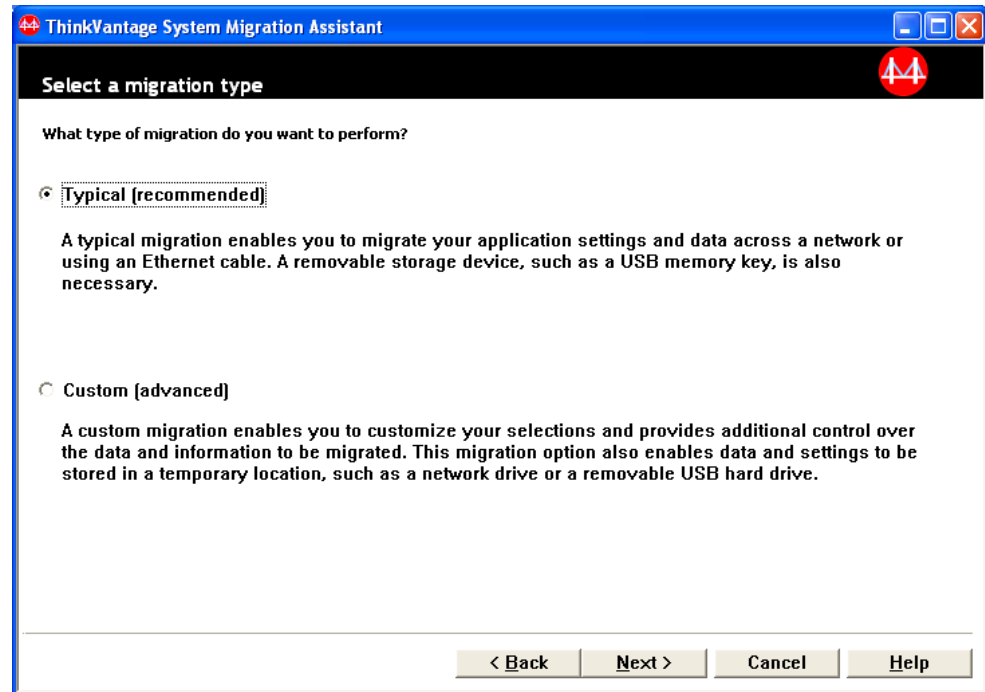 ThinkVantage System Migration Assistant
Select a migration type
What type of migration do you want to perform?
Typical (recommended)
A typical migration enables you to migrate your application settings and data across a network or
using an Ethernet cable. A removable storage device, such as a USB memory key, is also
necessary.
Custom (advanced)
A custom migration enables you to customize your selections and provides additional control over
the data and information to be migrated. This migration option also enables data and settings to be
stored in a temporary location, such as a network drive or a removable USB hard drive.
< Back Next > Cancel Help